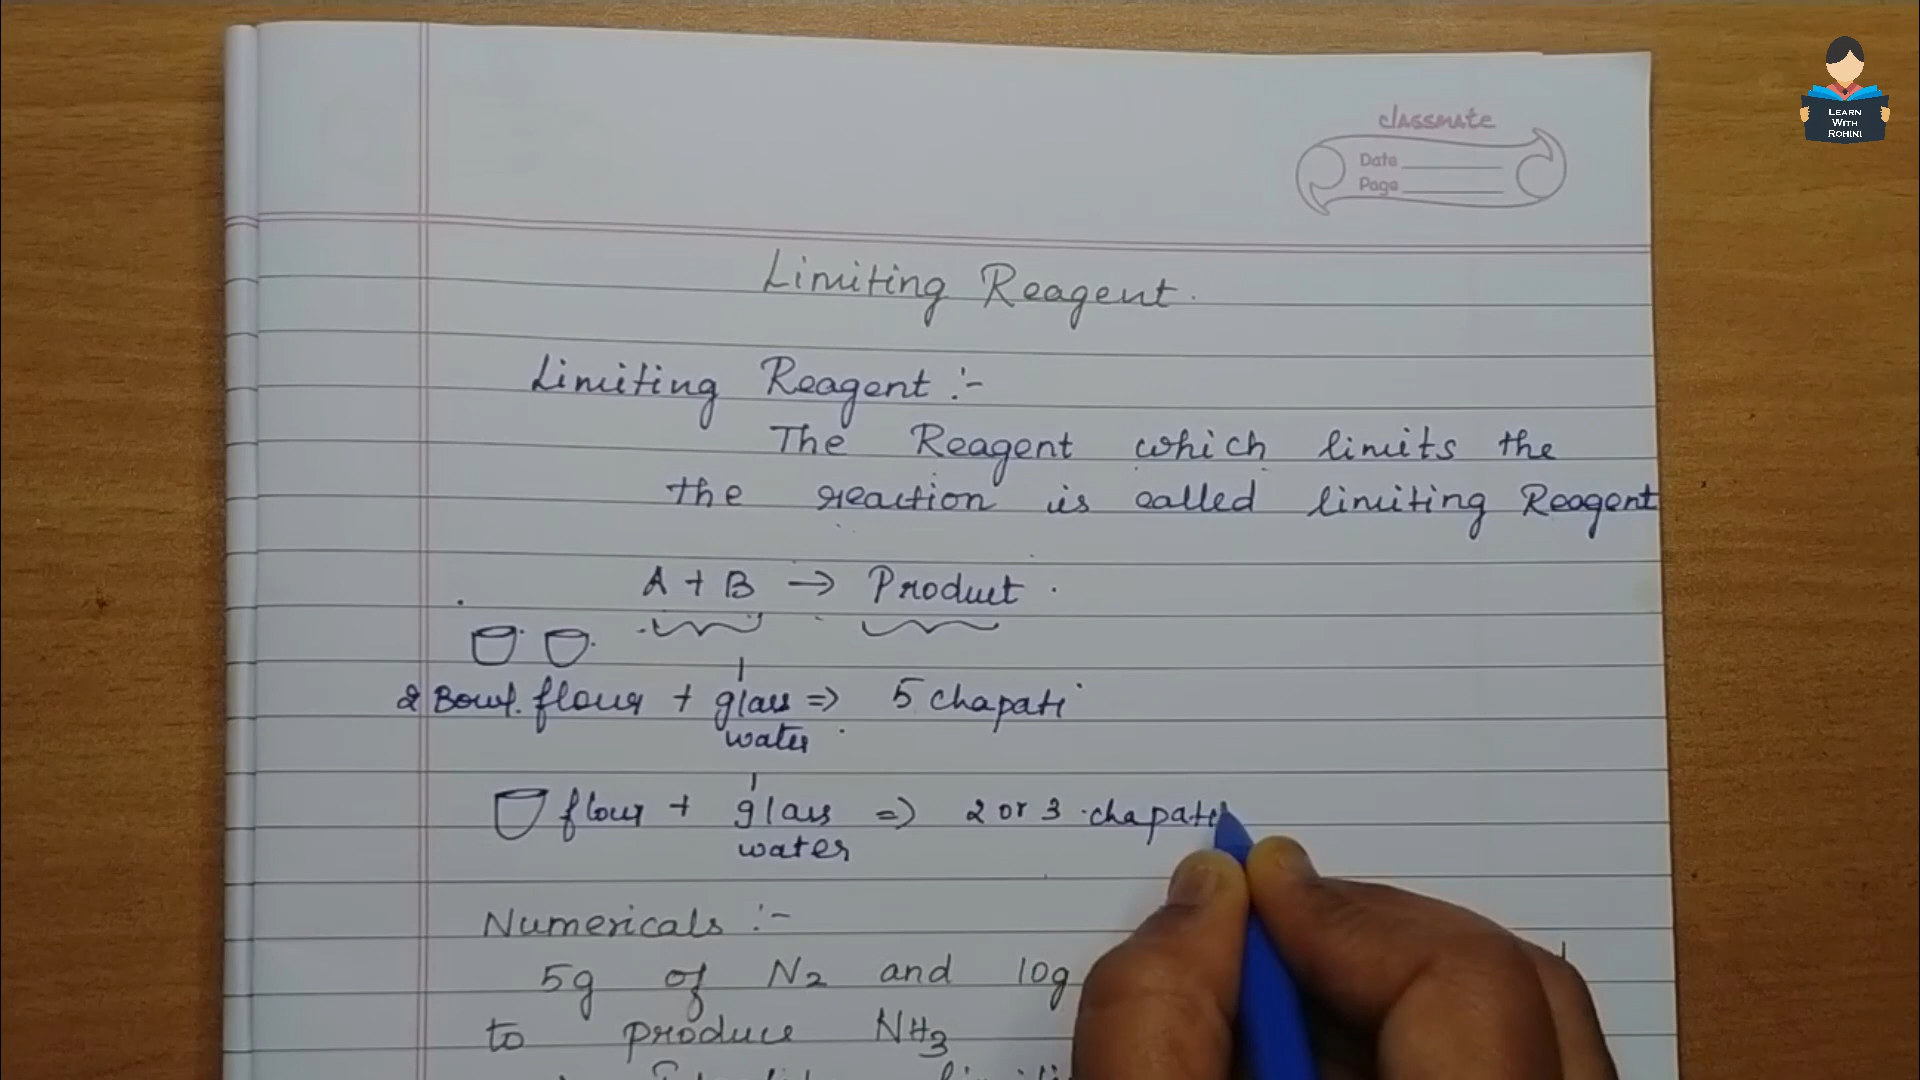 classmate
Date
Page
LEARN
WITH
ROHINI
Limiting Reagent.
Limiting Reagent :-
The Reagent which limits the
the reaction is called limiting Reagent
A + B → Product.
2 Bowl. flour + glass ⇒ 5 chapati
water
flour + glass ⇒ 2 or 3 chapati
water
Numericals :-
5g of N2 and 10g
to produce NH3